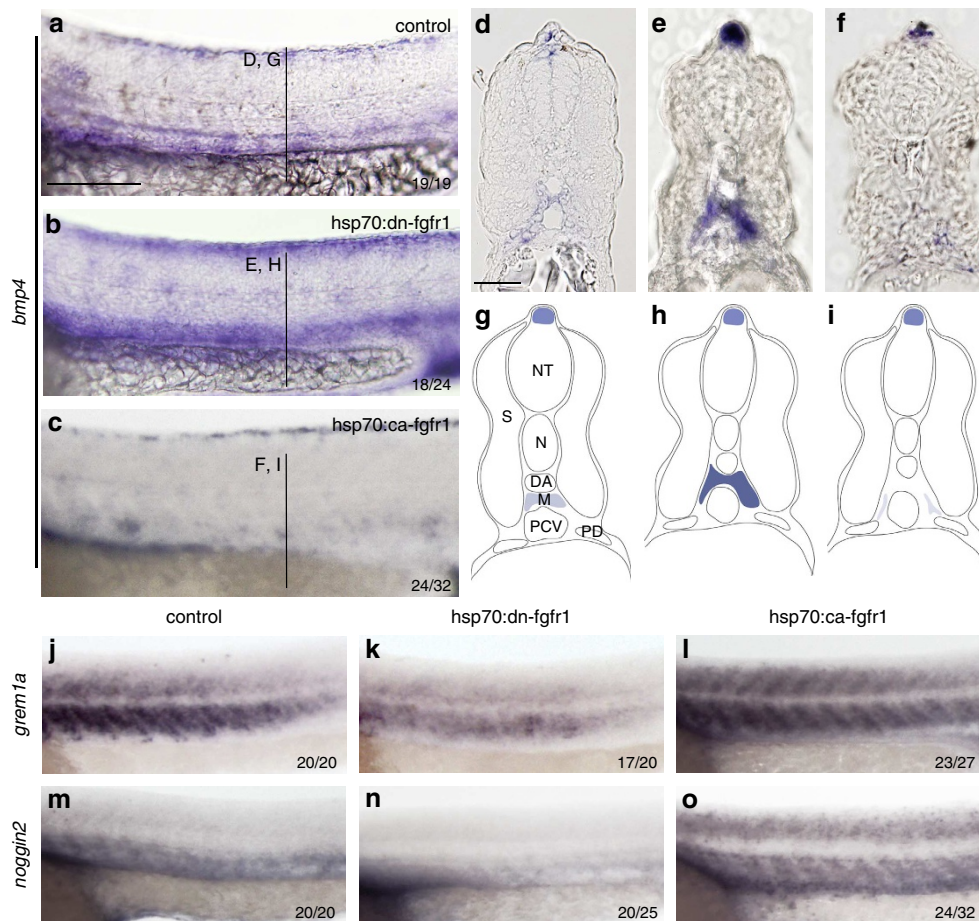 a
control
D, G
19/19
b
hsp70:dn-fgfr1
E, H
18/24
c
hsp70:ca-fgfr1
F, I
24/32
bmp4
d
e
f
g
NT
S
N
DA
M
PCV
PD
h
i
control
hsp70:dn-fgfr1
hsp70:ca-fgfr1
grem1a
j
20/20
k
17/20
l
23/27
noggin2
m
20/20
n
20/25
o
24/32